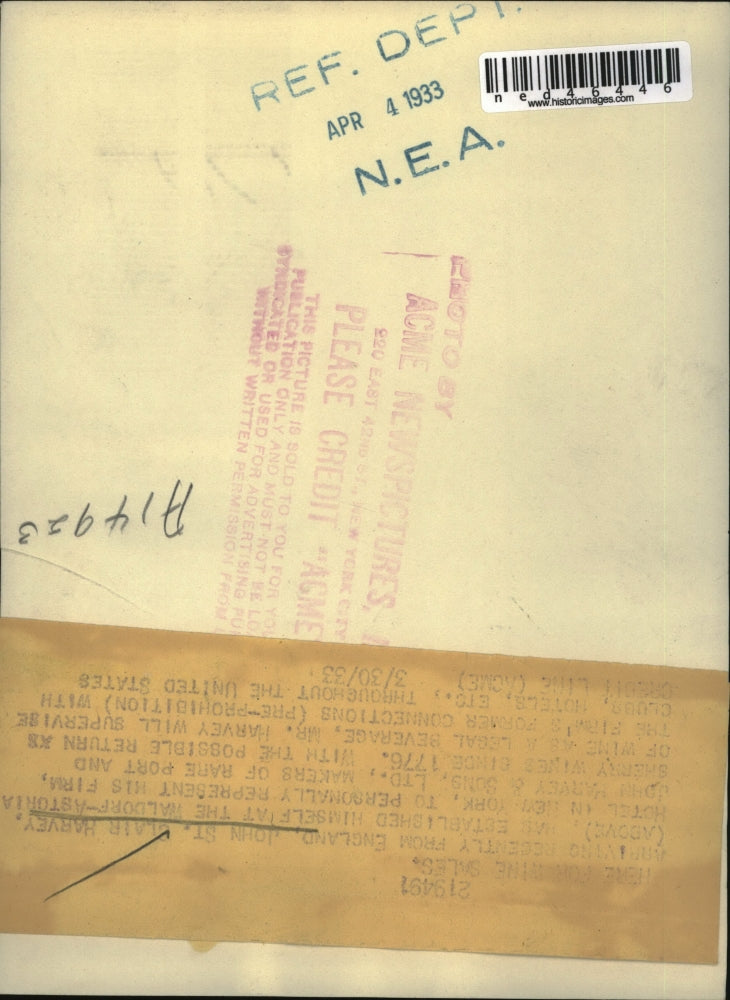 REF. DEPT.
APR 4 1933
N.E.A.
ned46446
www.historicimages.com
PHOTO BY
ACME NEWSPICTURES,
220 EAST 42ND ST., NEW YORK CITY
PLEASE CREDIT "ACME
THIS PICTURE IS SOLD TO YOU FOR YOU
PUBLICATION ONLY AND MUST NOT BE LO
SYNDICATED OR USED FOR ADVERTISING PU
WITHOUT WRITTEN PERMISSION FROM
A14923
219491
HERE FOR WINE SALES.
ARRIVING RECENTLY FROM ENGLAND, JOHN ST. CLAIR HARVEY,
(ABOVE), HAS ESTABLISHED HIMSELF AT THE WALDORF-ASTORIA
HOTEL IN NEW YORK, TO PERSONALLY REPRESENT HIS FIRM,
JOHN HARVEY & SONS, LTD., MAKERS OF RARE PORT AND
SHERRY WINES SINCE 1776. WITH THE POSSIBLE RETURN
OF WINE AS A LEGAL BEVERAGE, MR. HARVEY WILL SUPERVISE
THE FIRM'S FORMER CONNECTIONS (PRE-PROHIBITION) WITH
CLUBS, HOTELS, ETC., THROUGHOUT THE UNITED STATES
CREDIT LINE (ACME) 3/30/33